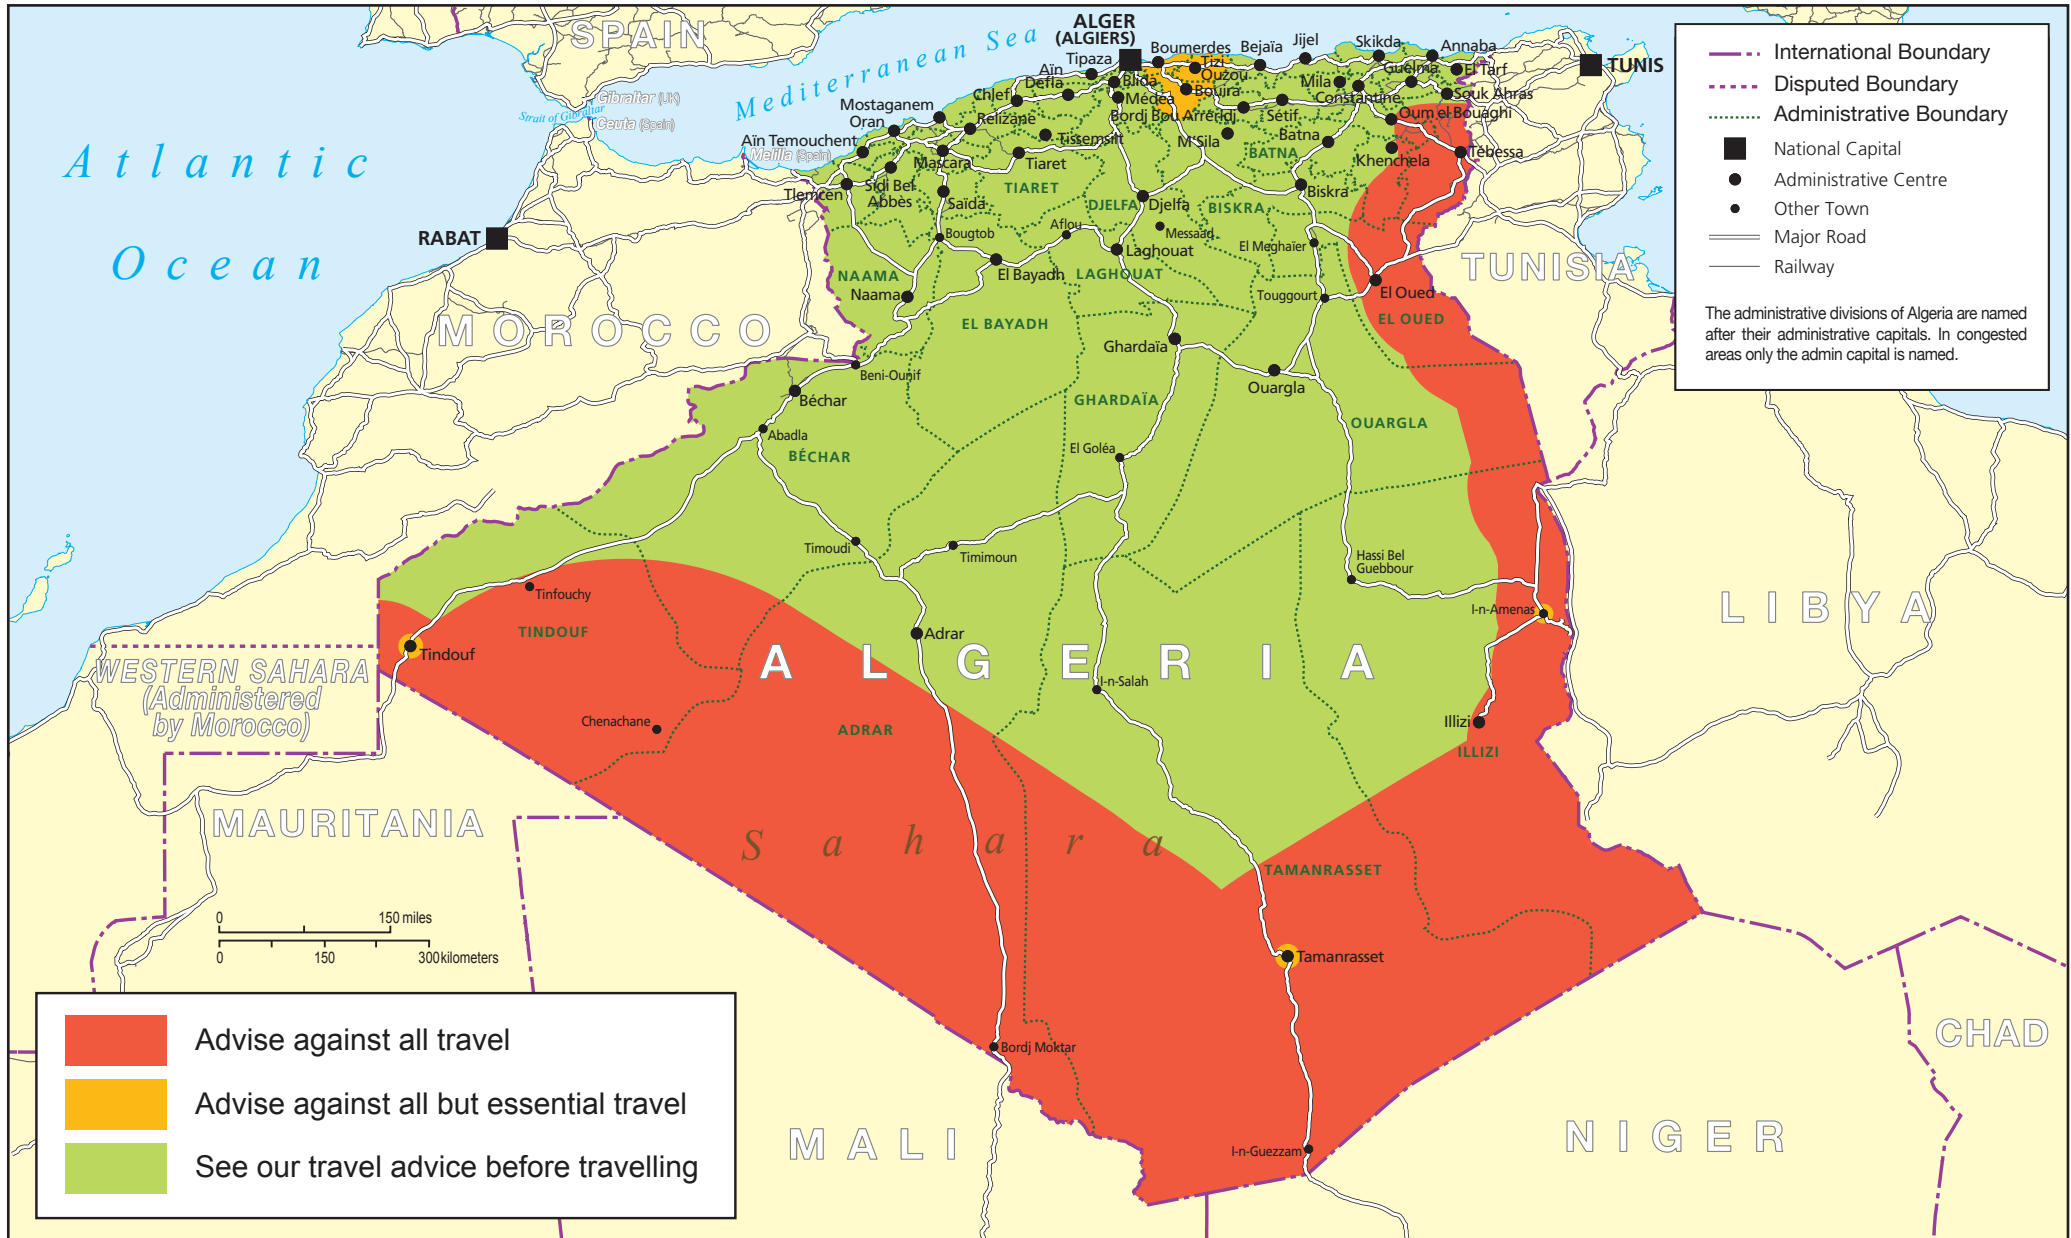 SPAIN
ALGER
(ALGIERS)
Mediterranean Sea
Gibraltar (UK)
Strait of Gibraltar
Ceuta (Spain)
Melilla (Spain)
Atlantic
Ocean
RABAT
MOROCCO
Tipaza
Boumerdes
Bejaïa
Jijel
Skikda
Annaba
TUNIS
Aïn
Defla
Blida
Tizi
Ouzou
Guelma
El Tarf
Chlef
Médéa
Bouira
Mila
Constantine
Souk Ahras
Mostaganem
Oran
Relizane
Bordj Bou Arreridj
Sétif
Oum el Bouaghi
Aïn Temouchent
Tissemsilt
M'Sila
Batna
BATNA
Khenchela
Tébessa
Mascara
Tiaret
TIARET
Tlemcen
Sidi Bel
Abbès
Saïda
DJELFA
Djelfa
BISKRA
Biskra
Bougtob
Aflou
Messaad
El Meghaïer
Laghouat
LAGHOUAT
NAAMA
Naama
El Bayadh
EL BAYADH
Touggourt
El Oued
EL OUED
TUNISIA
Ghardaïa
GHARDAÏA
Ouargla
OUARGLA
Beni-Ounif
Béchar
Abadla
BÉCHAR
El Goléa
Timoudi
Timimoun
Hassi Bel
Guebbour
I-n-Amenas
LIBYA
Tinfouchy
TINDOUF
Tindouf
Adrar
ALGERIA
I-n-Salah
Illizi
ILLIZI
WESTERN SAHARA
(Administered
by Morocco)
Chenachane
ADRAR
MAURITANIA
Sahara
TAMANRASSET
Tamanrasset
0 150 miles
0 150 300 kilometers
Bordj Moktar
I-n-Guezzam
MALI
NIGER
CHAD
International Boundary
Disputed Boundary
Administrative Boundary
National Capital
Administrative Centre
Other Town
Major Road
Railway
The administrative divisions of Algeria are named
after their administrative capitals. In congested
areas only the admin capital is named.
Advise against all travel
Advise against all but essential travel
See our travel advice before travelling